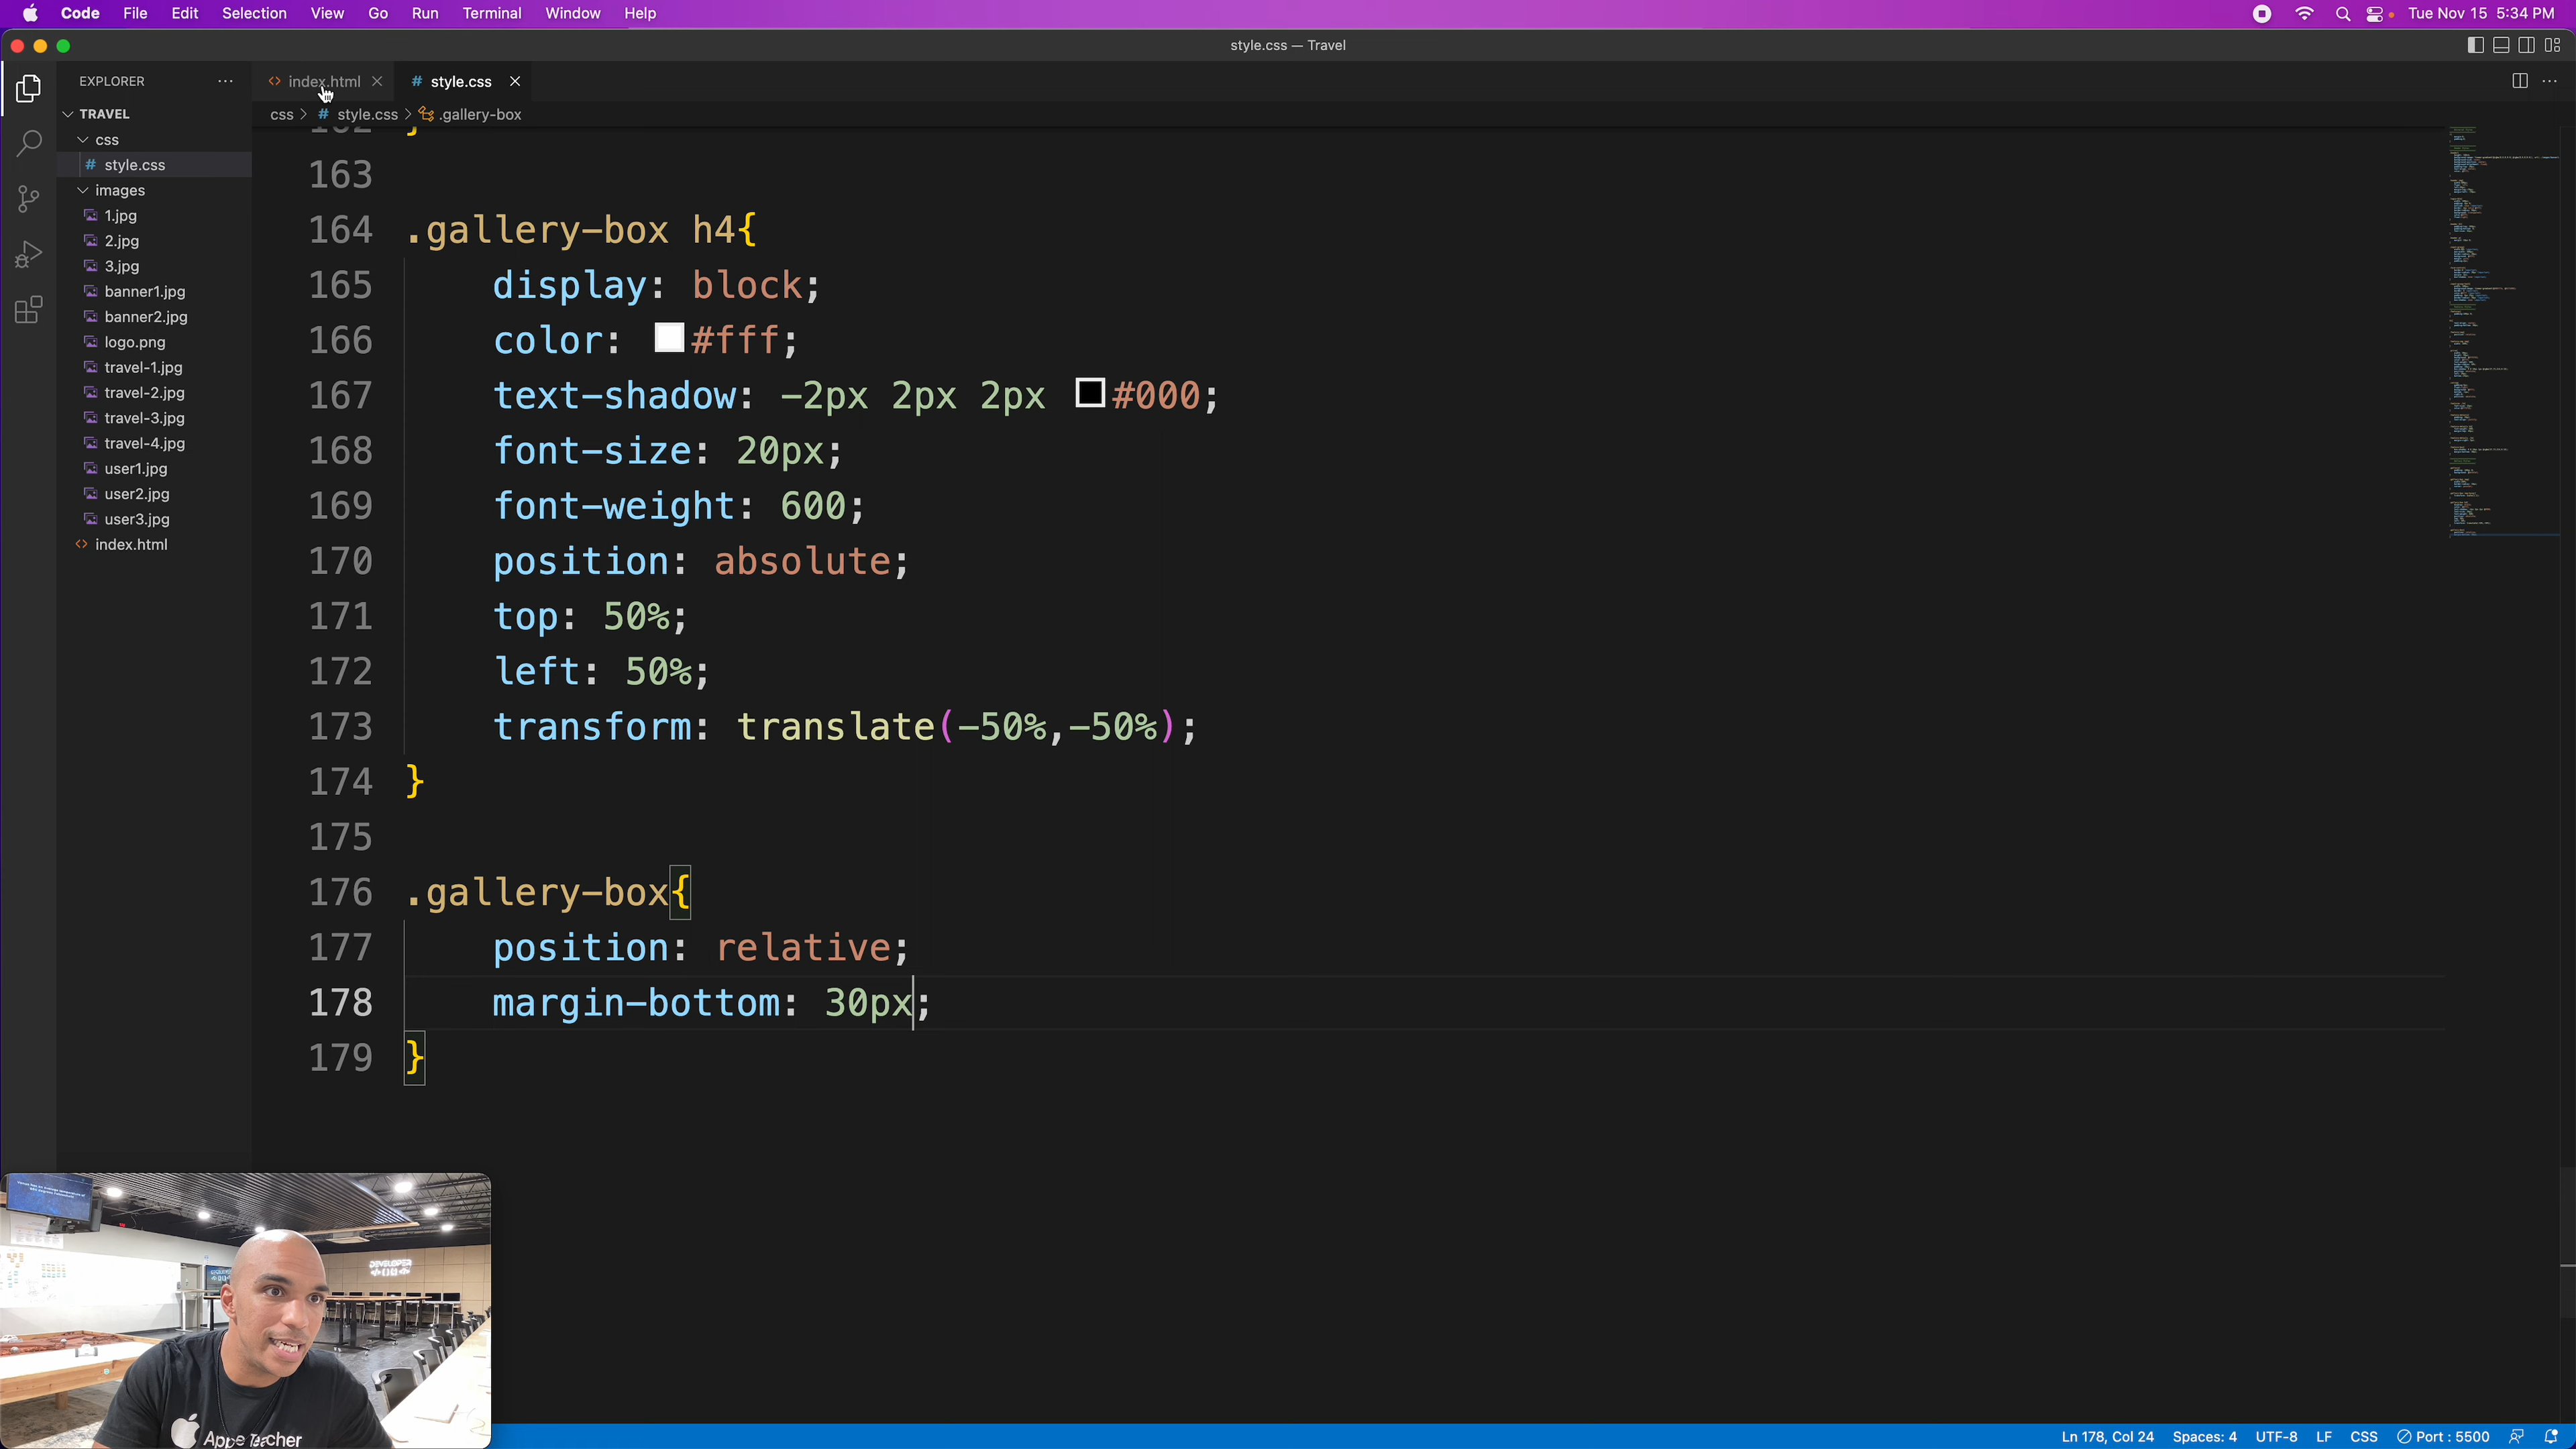 Code File Edit Selection View Go Run Terminal Window Help Tue Nov 15 5:34 PM
style.css — Travel
EXPLORER
index.html
# style.css
css > # style.css > .gallery-box
TRAVEL
css
# style.css
images
1.jpg
2.jpg
3.jpg
banner1.jpg
banner2.jpg
logo.png
travel-1.jpg
travel-2.jpg
travel-3.jpg
travel-4.jpg
user1.jpg
user2.jpg
user3.jpg
index.html
162 }
163
164 .gallery-box h4{
165 display: block;
166 color: #fff;
167 text-shadow: -2px 2px 2px #000;
168 font-size: 20px;
169 font-weight: 600;
170 position: absolute;
171 top: 50%;
172 left: 50%;
173 transform: translate(-50%,-50%);
174 }
175
176 .gallery-box{
177 position: relative;
178 margin-bottom: 30px;
179 }
DEVELOPER
Teacher
Ln 178, Col 24 Spaces: 4 UTF-8 LF CSS Port : 5500